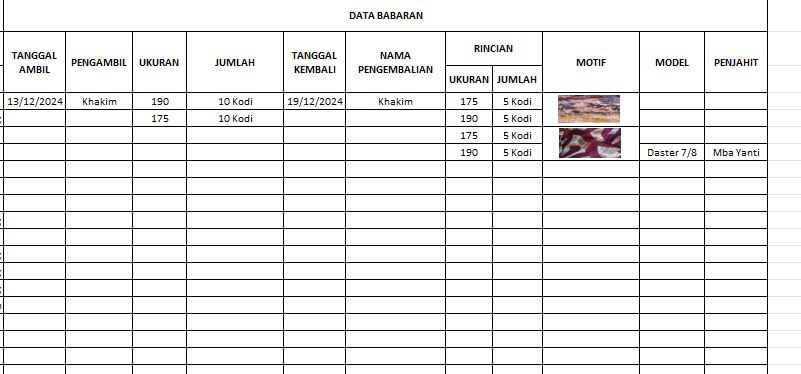 DATA BABARAN
TANGGAL AMBIL PENGAMBIL UKURAN JUMLAH TANGGAL KEMBALI NAMA PENGEMBALIAN RINCIAN MOTIF MODEL PENJAHIT
UKURAN JUMLAH
13/12/2024 Khakim 190 10 Kodi 19/12/2024 Khakim 175 5 Kodi
175 10 Kodi 190 5 Kodi
175 5 Kodi
190 5 Kodi Daster 7/8 Mba Yanti